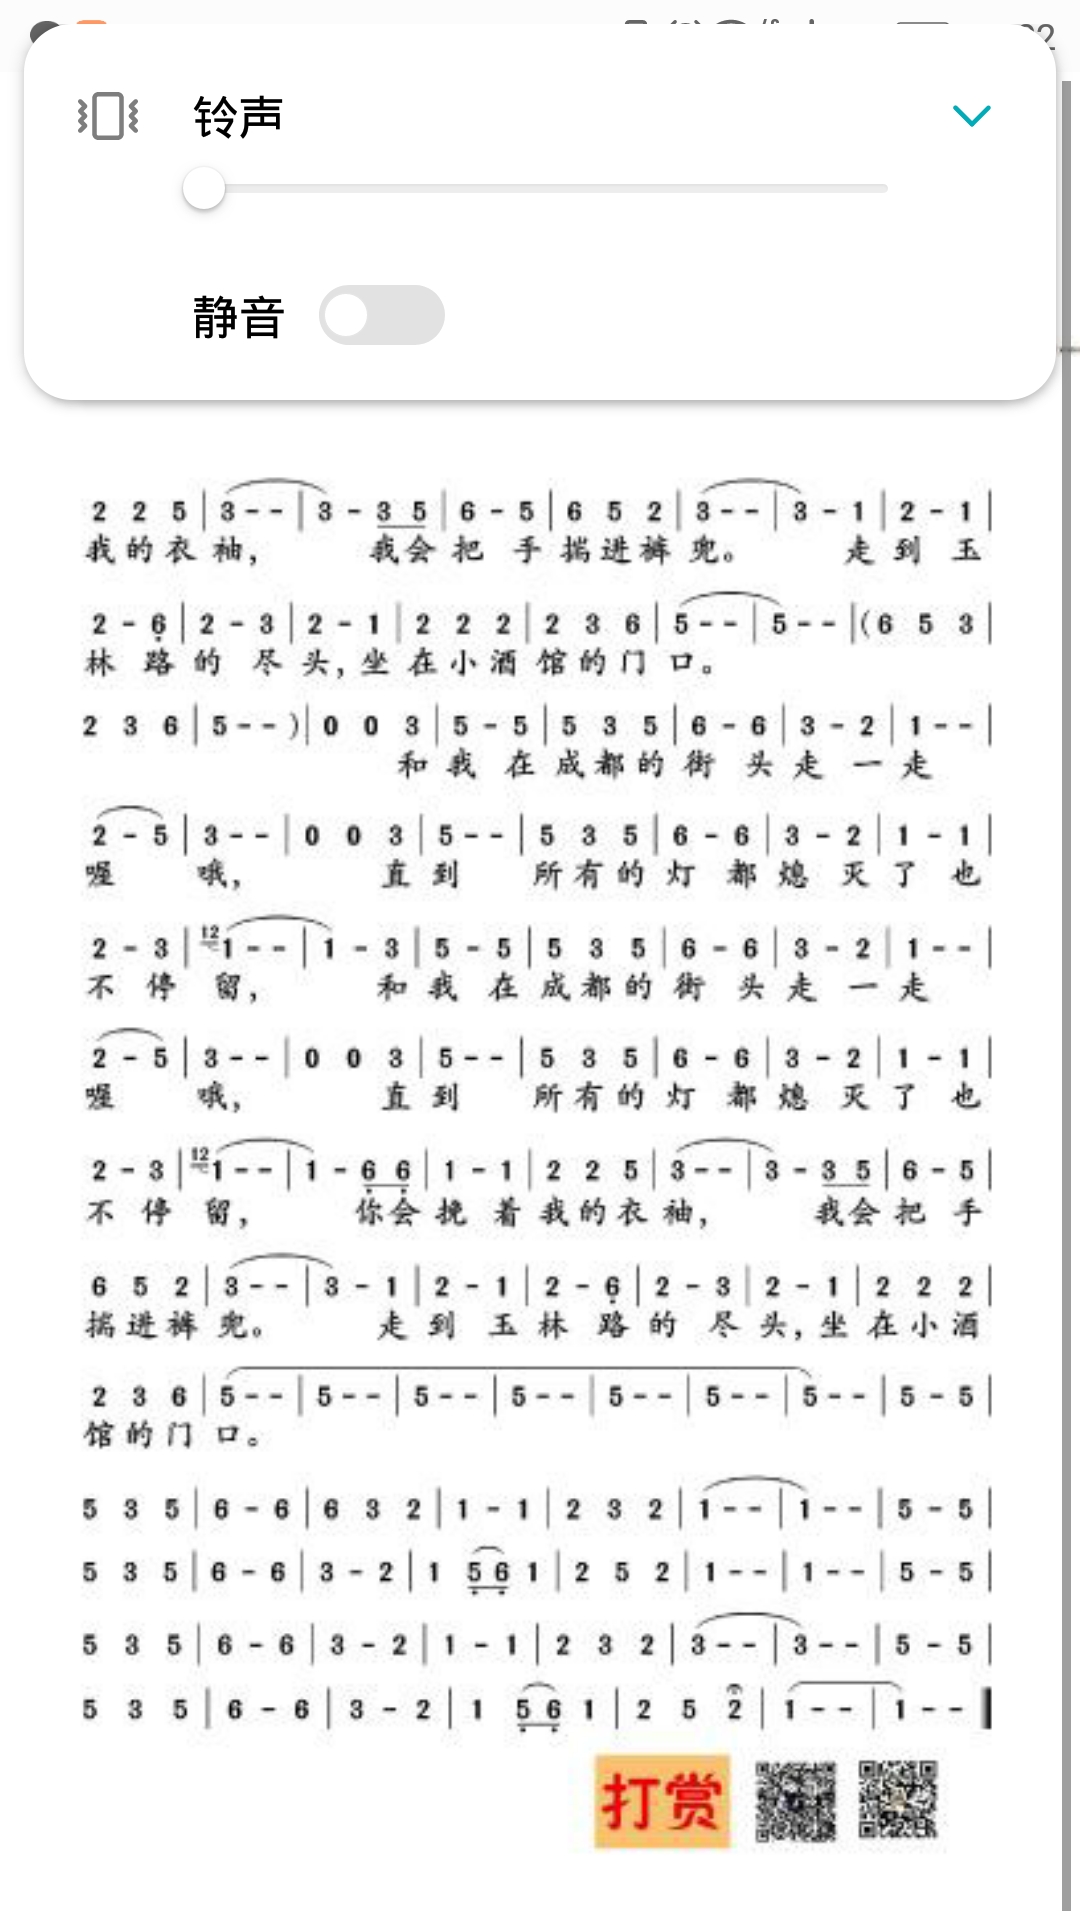 铃声
静音
2 2 5 | 3 - - | 3 - 3 5 | 6 - 5 | 6 5 2 | 3 - - | 3 - 1 | 2 - 1 |
我的衣袖, 我会把手揣进裤兜。 走到玉
2 - 6 | 2 - 3 | 2 - 1 | 2 2 2 | 2 3 6 | 5 - - | 5 - - | (6 5 3 |
林路的尽头,坐在小酒馆的门口。
2 3 6 | 5 - - ) | 0 0 3 | 5 - 5 | 5 3 5 | 6 - 6 | 3 - 2 | 1 - - |
和我在成都的街头走一走
2 - 5 | 3 - - | 0 0 3 | 5 - - | 5 3 5 | 6 - 6 | 3 - 2 | 1 - 1 |
喔 哦, 直到 所有的灯都熄灭了也
2 - 3 | 12 1 - - | 1 - 3 | 5 - 5 | 5 3 5 | 6 - 6 | 3 - 2 | 1 - - |
不停留, 和我在成都的街头走一走
2 - 5 | 3 - - | 0 0 3 | 5 - - | 5 3 5 | 6 - 6 | 3 - 2 | 1 - 1 |
喔 哦, 直到 所有的灯都熄灭了也
2 - 3 | 12 1 - - | 1 - 6 6 | 1 - 1 | 2 2 5 | 3 - - | 3 - 3 5 | 6 - 5 |
不停留, 你会挽着我的衣袖, 我会把手
6 5 2 | 3 - - | 3 - 1 | 2 - 1 | 2 - 6 | 2 - 3 | 2 - 1 | 2 2 2 |
揣进裤兜。 走到玉林路的尽头,坐在小酒
2 3 6 | 5 - - | 5 - - | 5 - - | 5 - - | 5 - - | 5 - - | 5 - - | 5 - 5 |
馆的门口。
5 3 5 | 6 - 6 | 6 3 2 | 1 - 1 | 2 3 2 | 1 - - | 1 - - | 5 - 5 |
5 3 5 | 6 - 6 | 3 - 2 | 1 5 6 1 | 2 5 2 | 1 - - | 1 - - | 5 - 5 |
5 3 5 | 6 - 6 | 3 - 2 | 1 - 1 | 2 3 2 | 3 - - | 3 - - | 5 - 5 |
5 3 5 | 6 - 6 | 3 - 2 | 1 5 6 1 | 2 5 2 | 1 - - | 1 - - ‖
打赏